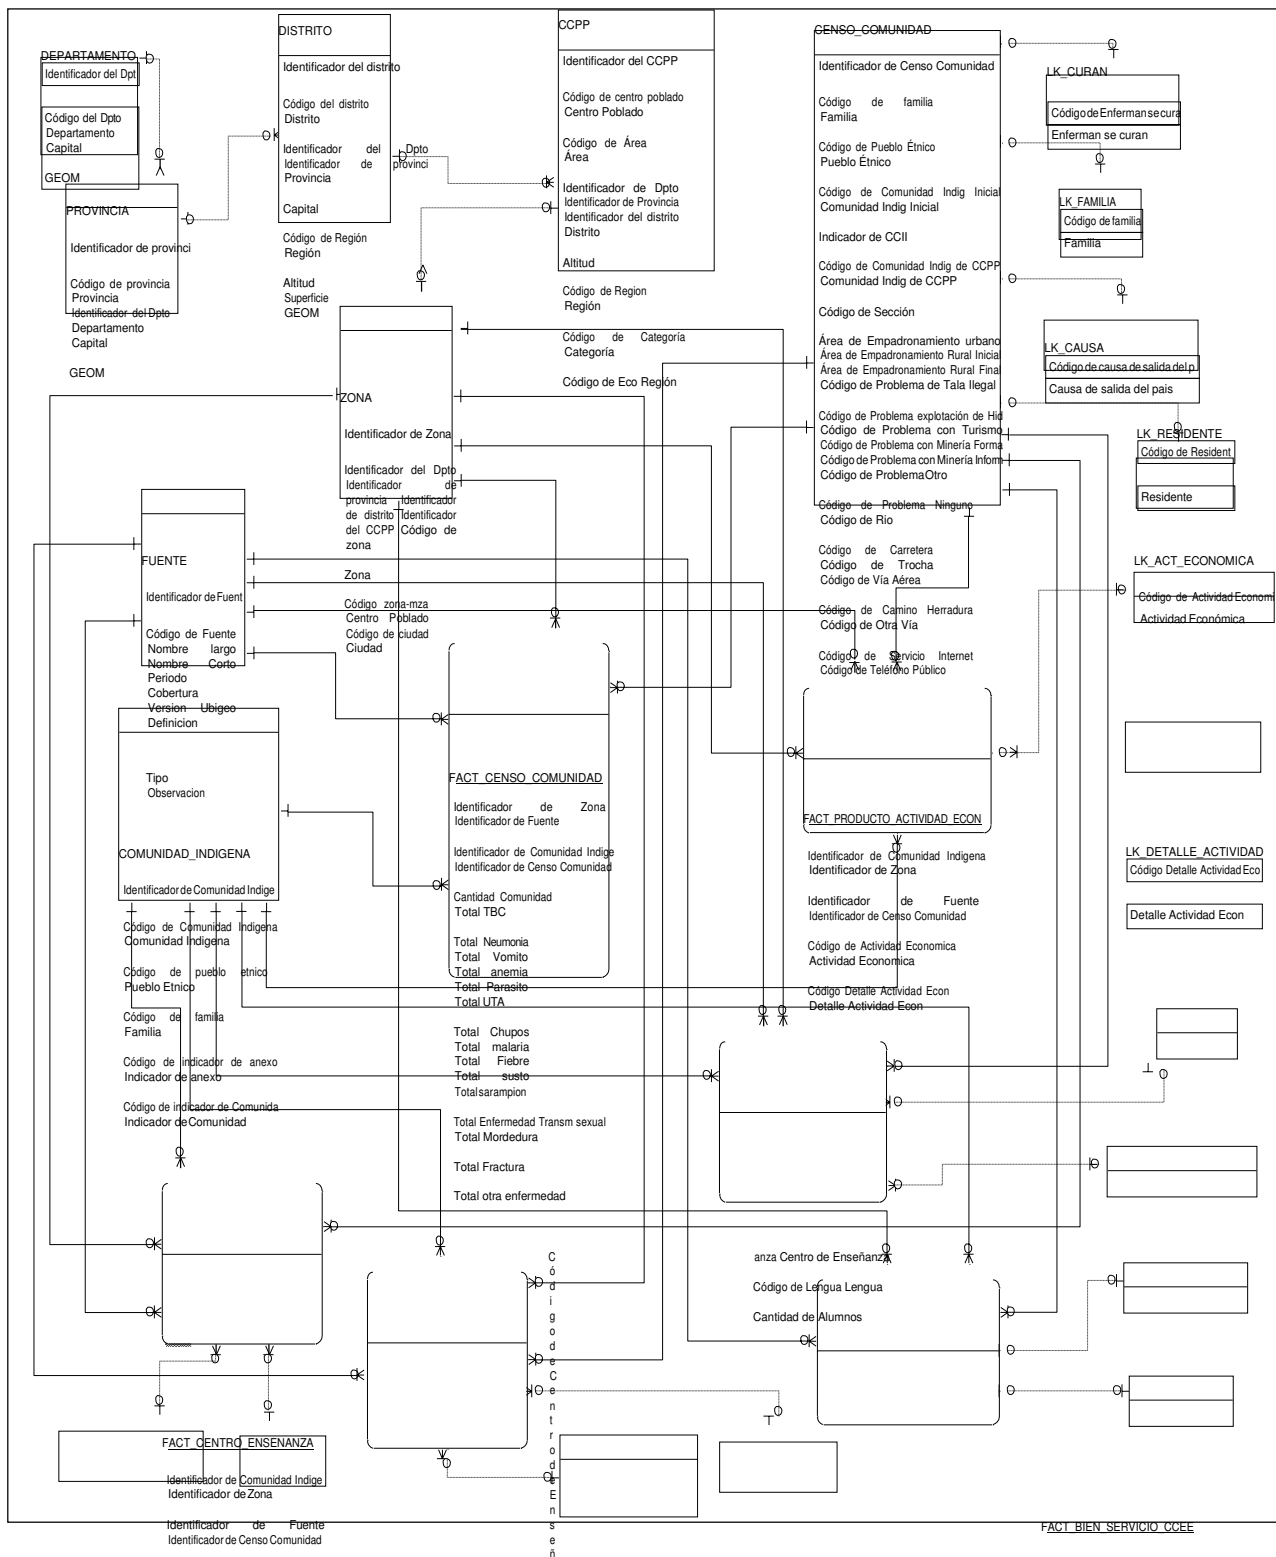 DEPARTAMENTO
Identificador del Dpt
Código del Dpto
Departamento
Capital
GEOM
PROVINCIA
Identificador de provinci
Código de provincia
Provincia
Identificador del Dpto
Departamento
Capital
GEOM
DISTRITO
Identificador del distrito
Código del distrito
Distrito
Identificador del Dpto
Identificador de provinci
Provincia
Capital
Código de Región
Región
Altitud
Superficie
GEOM
CCPP
Identificador del CCPP
Código de centro poblado
Centro Poblado
Código de Área
Área
Identificador de Dpto
Identificador de Provincia
Identificador del distrito
Distrito
Altitud
Código de Region
Región
Código de Categoría
Categoría
Código de Eco Región
CENSO_COMUNIDAD
Identificador de Censo Comunidad
Código de familia
Familia
Código de Pueblo Étnico
Pueblo Étnico
Código de Comunidad Indig Inicial
Comunidad Indig Inicial
Indicador de CCII
Código de Comunidad Indig de CCPP
Comunidad Indig de CCPP
Código de Sección
Área de Empadronamiento urbano
Área de Empadronamiento Rural Inicial
Área de Empadronamiento Rural Final
Código de Problema de Tala Ilegal
Código de Problema explotación de Hid
Código de Problema con Turismo
Código de Problema con Minería Forma
Código de Problema con Minería Inform
Código de Problema Otro
Código de Problema Ninguno
Código de Rio
Código de Carretera
Código de Trocha
Código de Vía Aérea
Código de Camino Herradura
Código de Otra Vía
Código de Servicio Internet
Código de Teléfono Público
LK_CURAN
Código de Enferman se cura
Enferman se curan
LK_FAMILIA
Código de familia
Familia
LK_CAUSA
Código de causa de salida del p
Causa de salida del pais
LK_RESIDENTE
Código de Resident
Residente
LK_ACT_ECONOMICA
Código de Actividad Economi
Actividad Económica
LK_DETALLE_ACTIVIDAD
Código Detalle Actividad Eco
Detalle Actividad Econ
ZONA
Identificador de Zona
Identificador del Dpto
Identificador de
provincia Identificador
de distrito Identificador
del CCPP Código de
zona
Zona
Código zona-mza
Centro Poblado
Código de ciudad
Ciudad
FUENTE
Identificador de Fuent
Código de Fuente
Nombre largo
Nombre Corto
Periodo
Cobertura
Version Ubigeo
Definicion
Tipo
Observacion
COMUNIDAD_INDIGENA
Identificador de Comunidad Indige
Código de Comunidad Indigena
Comunidad Indigena
Código de pueblo etnico
Pueblo Etnico
Código de familia
Familia
Código de indicador de anexo
Indicador de anexo
Código de indicador de Comunida
Indicador de Comunidad
FACT_CENSO_COMUNIDAD
Identificador de Zona
Identificador de Fuente
Identificador de Comunidad Indige
Identificador de Censo Comunidad
Cantidad Comunidad
Total TBC
Total Neumonia
Total Vomito
Total anemia
Total Parasito
Total UTA
Total Chupos
Total malaria
Total Fiebre
Total susto
Total sarampion
Total Enfermedad Transm sexual
Total Mordedura
Total Fractura
Total otra enfermedad
FACT_PRODUCTO_ACTIVIDAD_ECON
Identificador de Comunidad Indigena
Identificador de Zona
Identificador de Fuente
Identificador de Censo Comunidad
Código de Actividad Economica
Actividad Economica
Código Detalle Actividad Econ
Detalle Actividad Econ
Código de Centro de Enseñ
anza Centro de Enseñanza
Código de Lengua Lengua
Cantidad de Alumnos
FACT_CENTRO_ENSENANZA
Identificador de Comunidad Indige
Identificador de Zona
Identificador de Fuente
Identificador de Censo Comunidad
FACT_BIEN_SERVICIO_CCEE